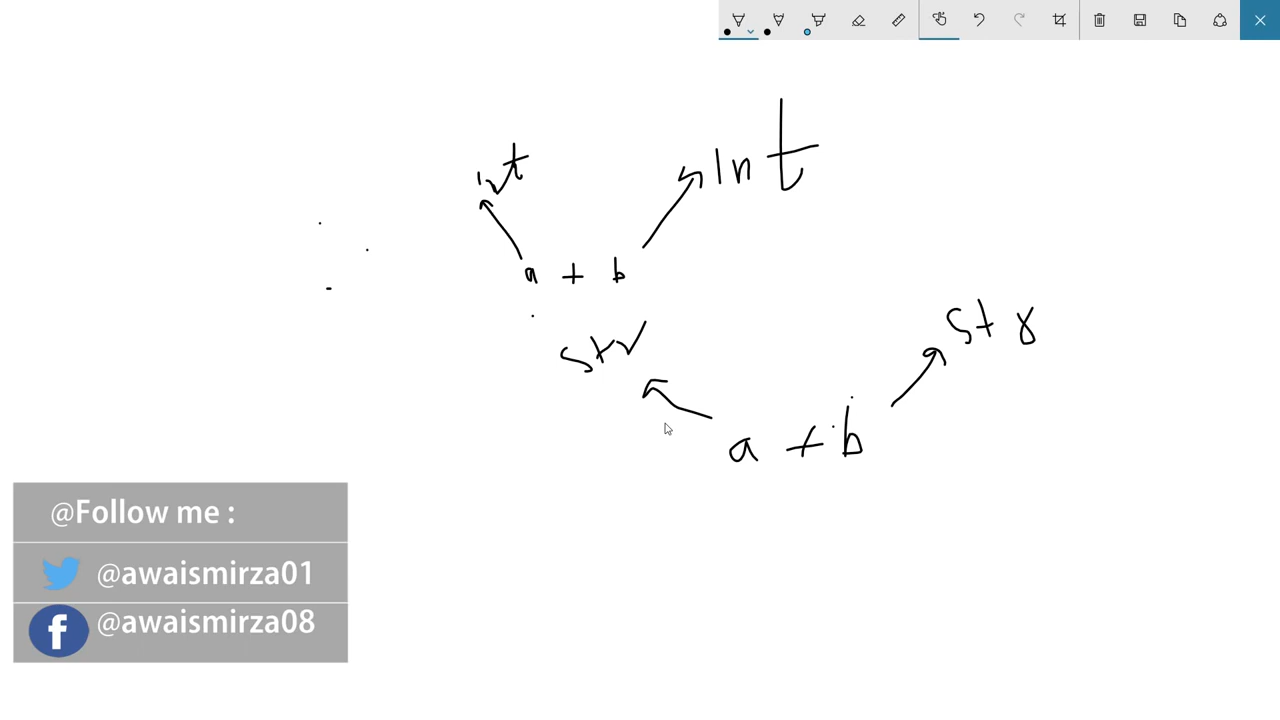 int
Int
a + b
str
str
a + b
@Follow me :
@awaismirza01
@awaismirza08